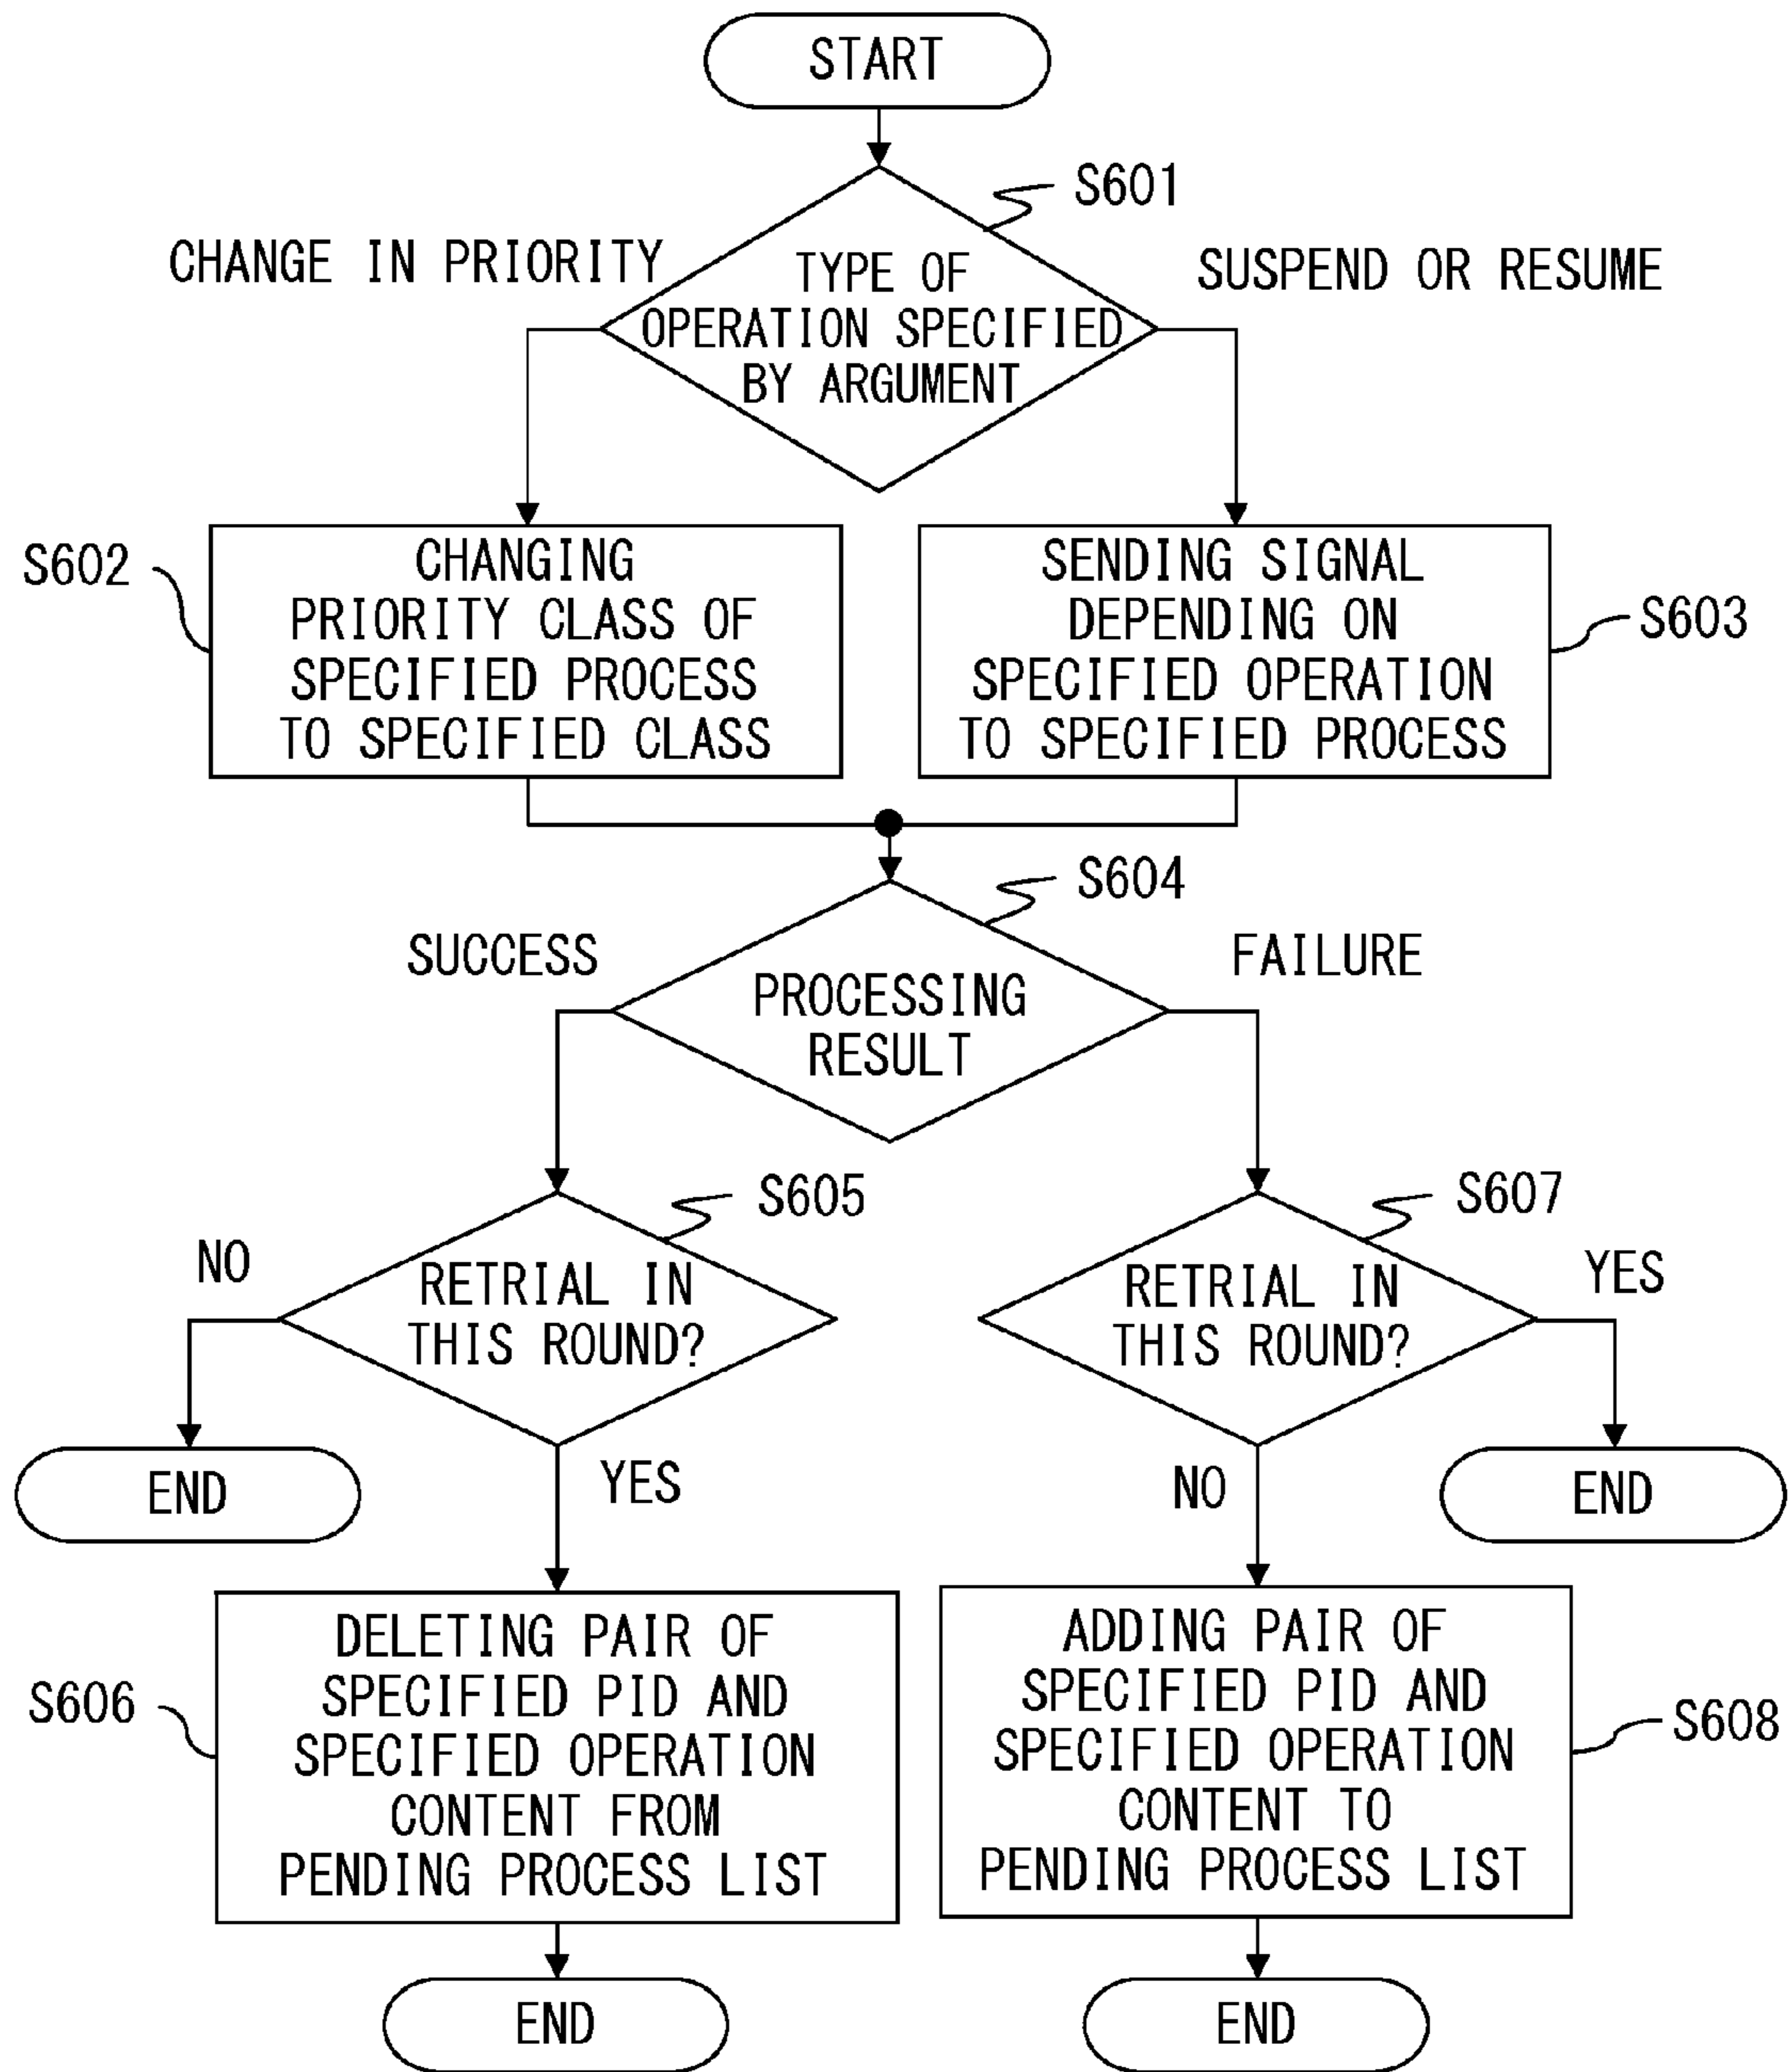 START
S601
CHANGE IN PRIORITY
TYPE OF
OPERATION SPECIFIED
BY ARGUMENT
SUSPEND OR RESUME
S602
CHANGING
PRIORITY CLASS OF
SPECIFIED PROCESS
TO SPECIFIED CLASS
SENDING SIGNAL
DEPENDING ON
SPECIFIED OPERATION
TO SPECIFIED PROCESS
S603
S604
SUCCESS
PROCESSING
RESULT
FAILURE
S605
NO
RETRIAL IN
THIS ROUND?
S607
RETRIAL IN
THIS ROUND?
YES
END
YES
NO
END
S606
DELETING PAIR OF
SPECIFIED PID AND
SPECIFIED OPERATION
CONTENT FROM
PENDING PROCESS LIST
ADDING PAIR OF
SPECIFIED PID AND
SPECIFIED OPERATION
CONTENT TO
PENDING PROCESS LIST
S608
END
END